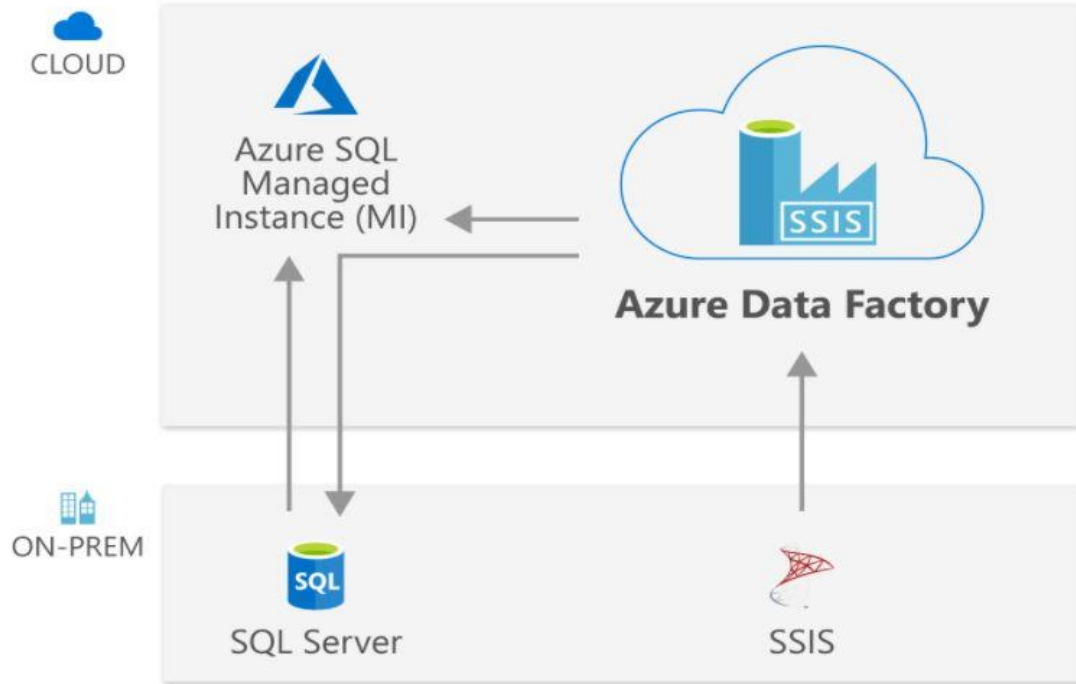 CLOUD
Azure SQL
Managed
Instance (MI)
SSIS
Azure Data Factory
ON-PREM
SQL
SQL Server
SSIS